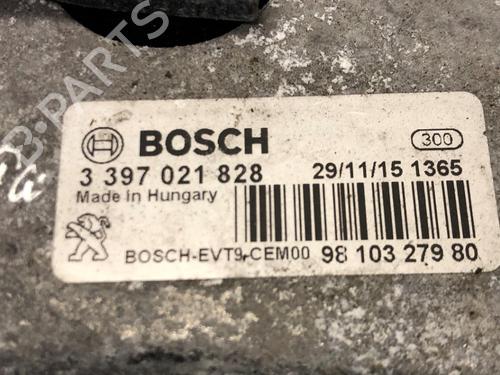 B-PARTS
BOSCH
300
3 397 021 828 29/11/15 1365
Made in Hungary
BOSCH-EVT9-CEM00 98 103 279 80